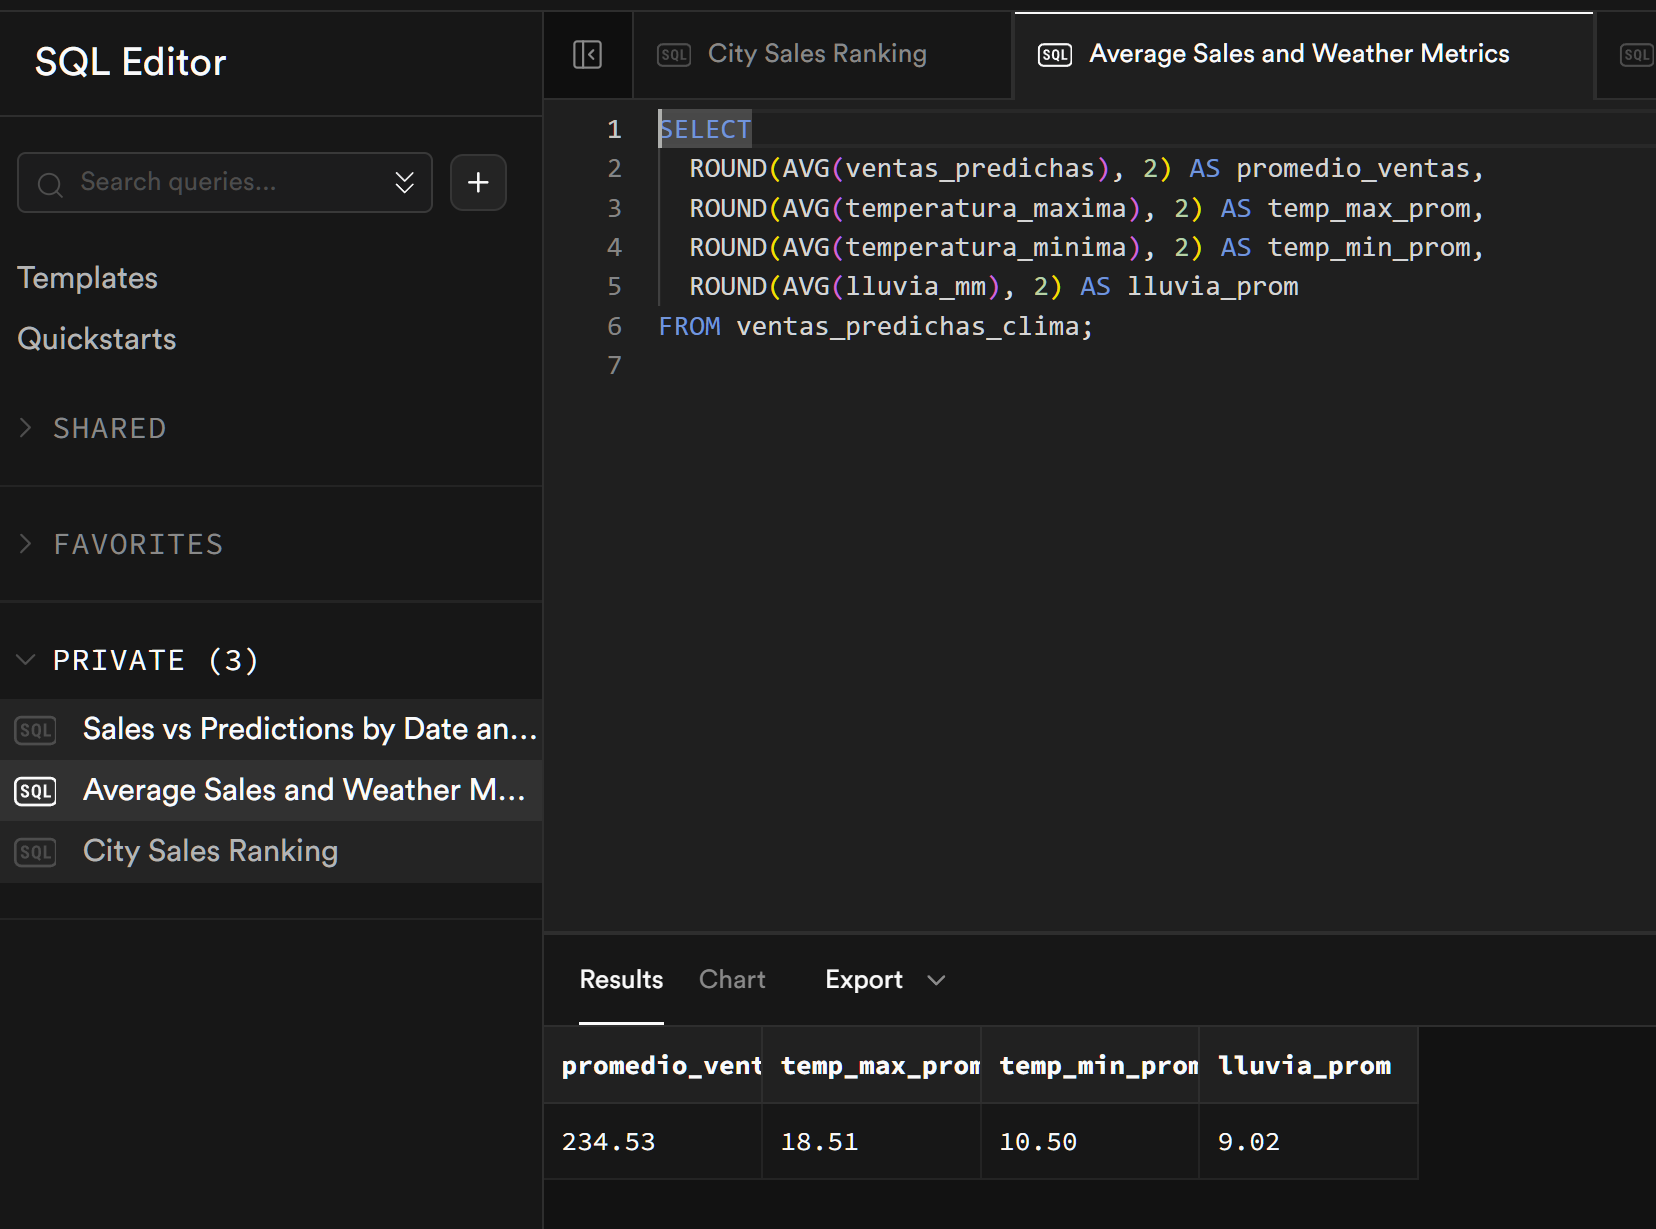 SQL Editor
Search queries...
Templates
Quickstarts
SHARED
FAVORITES
PRIVATE (3)
SQL Sales vs Predictions by Date an...
SQL Average Sales and Weather M...
SQL City Sales Ranking
SQL City Sales Ranking
SQL Average Sales and Weather Metrics
SQL
1 SELECT
2 ROUND(AVG(ventas_predichas), 2) AS promedio_ventas,
3 ROUND(AVG(temperatura_maxima), 2) AS temp_max_prom,
4 ROUND(AVG(temperatura_minima), 2) AS temp_min_prom,
5 ROUND(AVG(lluvia_mm), 2) AS lluvia_prom
6 FROM ventas_predichas_clima;
7
Results Chart Export
promedio_vent temp_max_prom temp_min_prom lluvia_prom
234.53 18.51 10.50 9.02